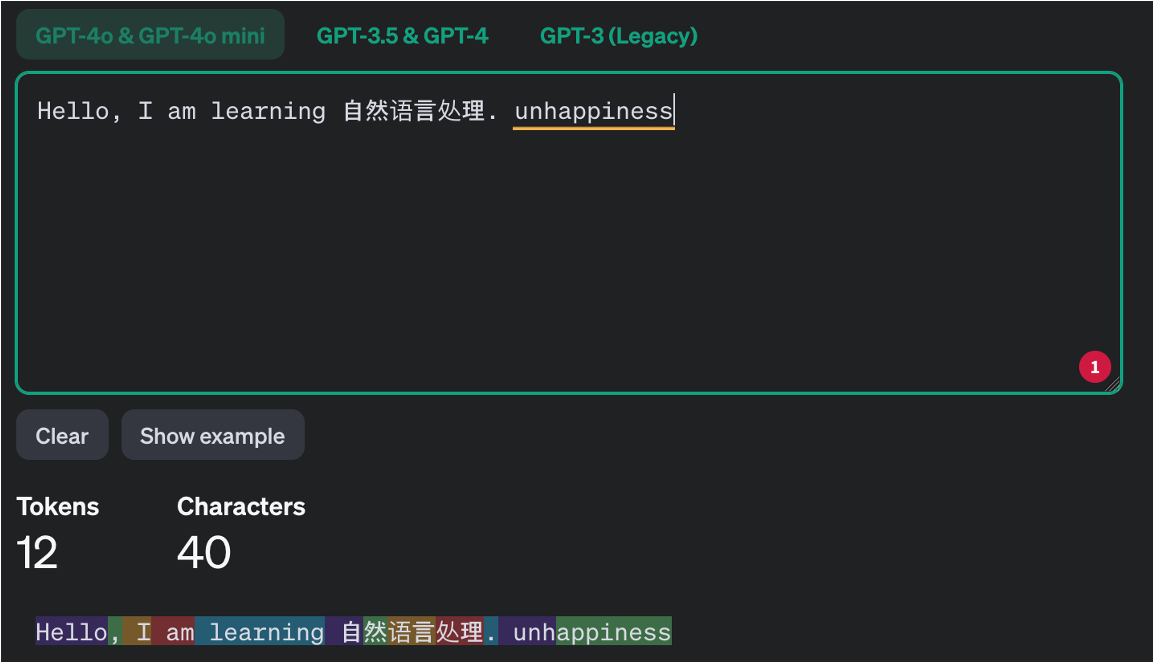 GPT-4o & GPT-4o mini GPT-3.5 & GPT-4 GPT-3 (Legacy)
Hello, I am learning 自然语言处理. unhappiness
1
Clear Show example
Tokens Characters
12 40
Hello, I am learning 自然语言处理. unhappiness